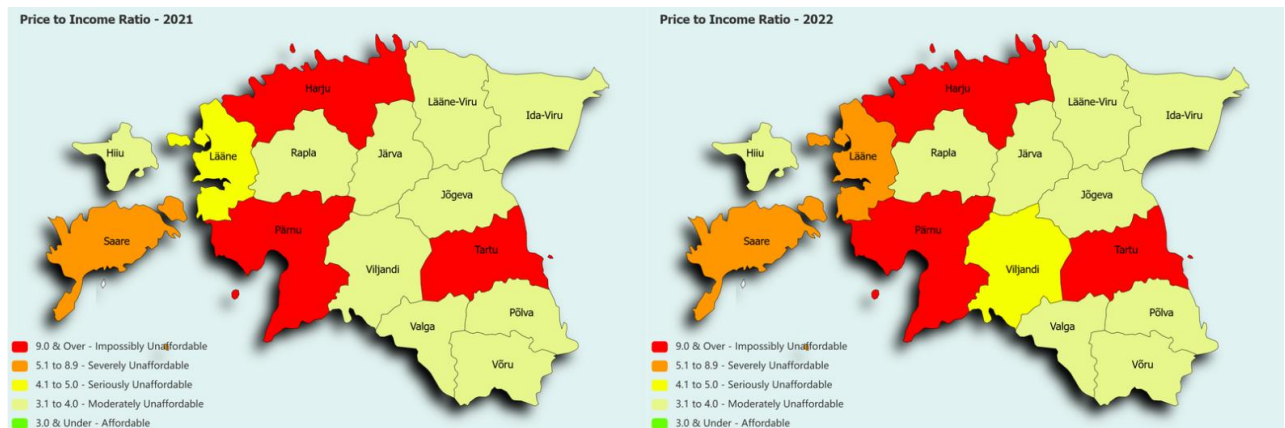 Price to Income Ratio - 2021
Harju
Lääne-Viru
Ida-Viru
Hiiu
Lääne
Rapla
Järva
Jõgeva
Saare
Pärnu
Tartu
Viljandi
Põlva
Valga
Võru
9.0 & Over - Impossibly Unaffordable
5.1 to 8.9 - Severely Unaffordable
4.1 to 5.0 - Seriously Unaffordable
3.1 to 4.0 - Moderately Unaffordable
3.0 & Under - Affordable
Price to Income Ratio - 2022
Harju
Lääne-Viru
Ida-Viru
Hiiu
Lääne
Rapla
Järva
Jõgeva
Saare
Pärnu
Tartu
Viljandi
Põlva
Valga
Võru
9.0 & Over - Impossibly Unaffordable
5.1 to 8.9 - Severely Unaffordable
4.1 to 5.0 - Seriously Unaffordable
3.1 to 4.0 - Moderately Unaffordable
3.0 & Under - Affordable